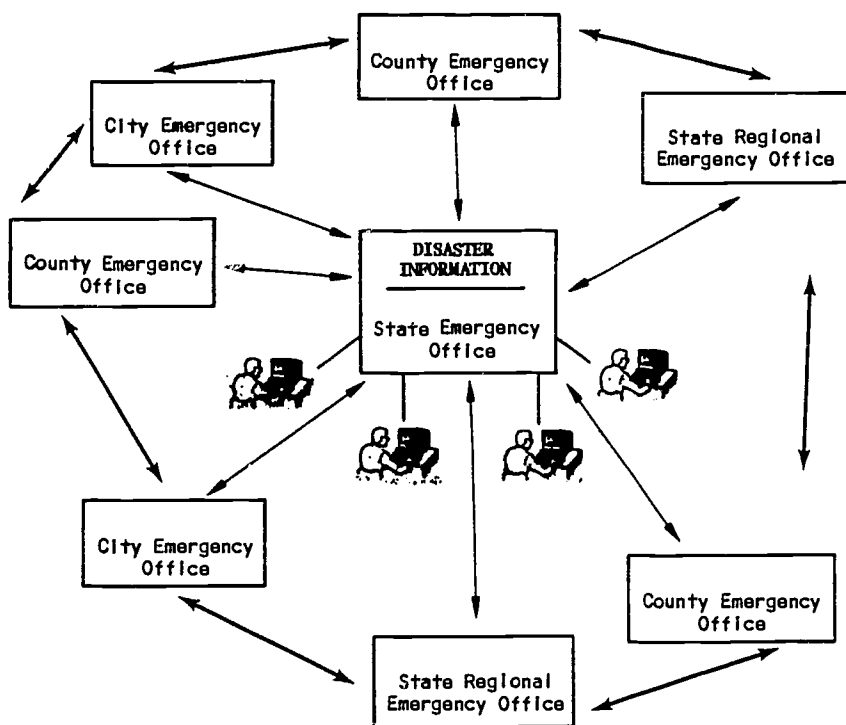 County Emergency
Office
City Emergency
Office
State Regional
Emergency Office
County Emergency
Office
DISASTER
INFORMATION
State Emergency
Office
City Emergency
Office
County Emergency
Office
State Regional
Emergency Office